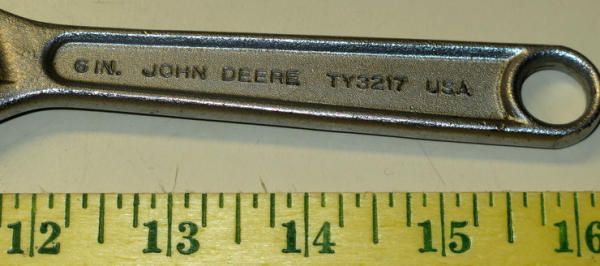 6 IN. JOHN DEERE TY3217 USA
12 13 14 15 16